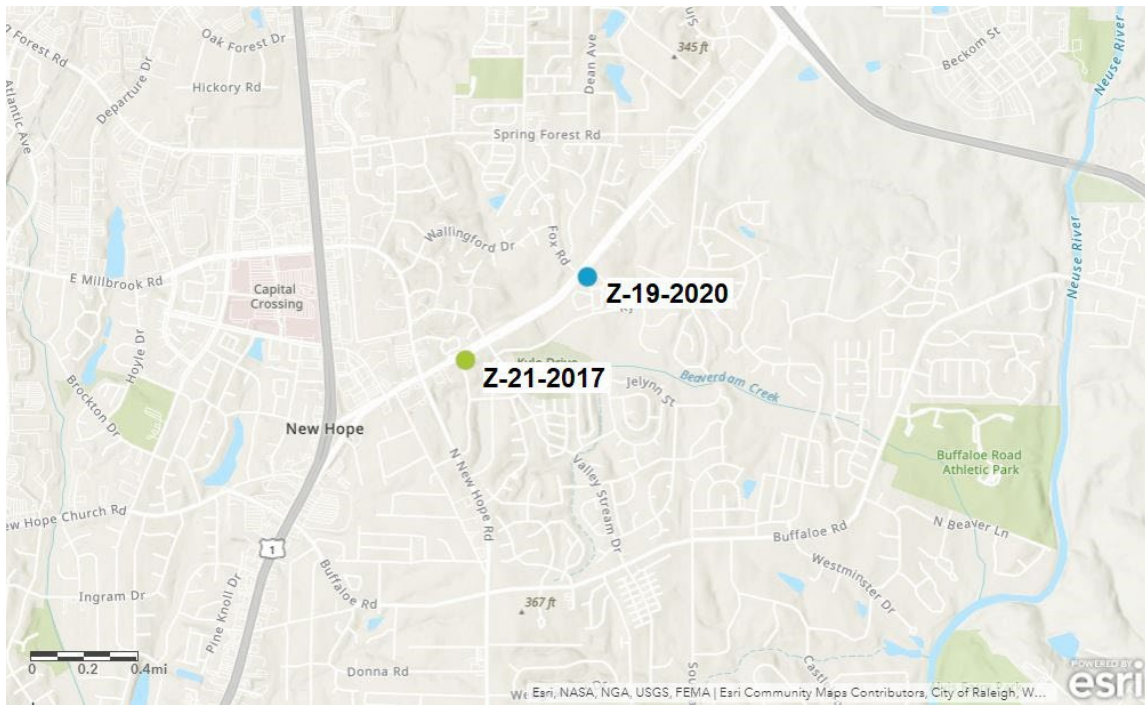 Oak Forest Dr
Forest Rd
Departure Dr
Atlantic Ave
Hickory Rd
Dean Ave
345 ft
Beckom St
Neuse River
Spring Forest Rd
Fox Rd
Wallingford Dr
E Millbrook Rd
Capital
Crossing
Z-19-2020
Neuse River
Hoyle Dr
Brockton Dr
Kyle Drive
Z-21-2017
Jelynn St
Beaverdam Creek
New Hope
N New Hope Rd
Valley Stream Dr
Buffaloe Road
Athletic Park
New Hope Church Rd
1
Buffaloe Rd
N Beaver Ln
Buffaloe Rd
Westminster Dr
Ingram Dr
Pine Knoll Dr
367 ft
Donna Rd
0 0.2 0.4mi
Esri, NASA, NGA, USGS, FEMA | Esri Community Maps Contributors, City of Raleigh, W...
POWERED BY
esri